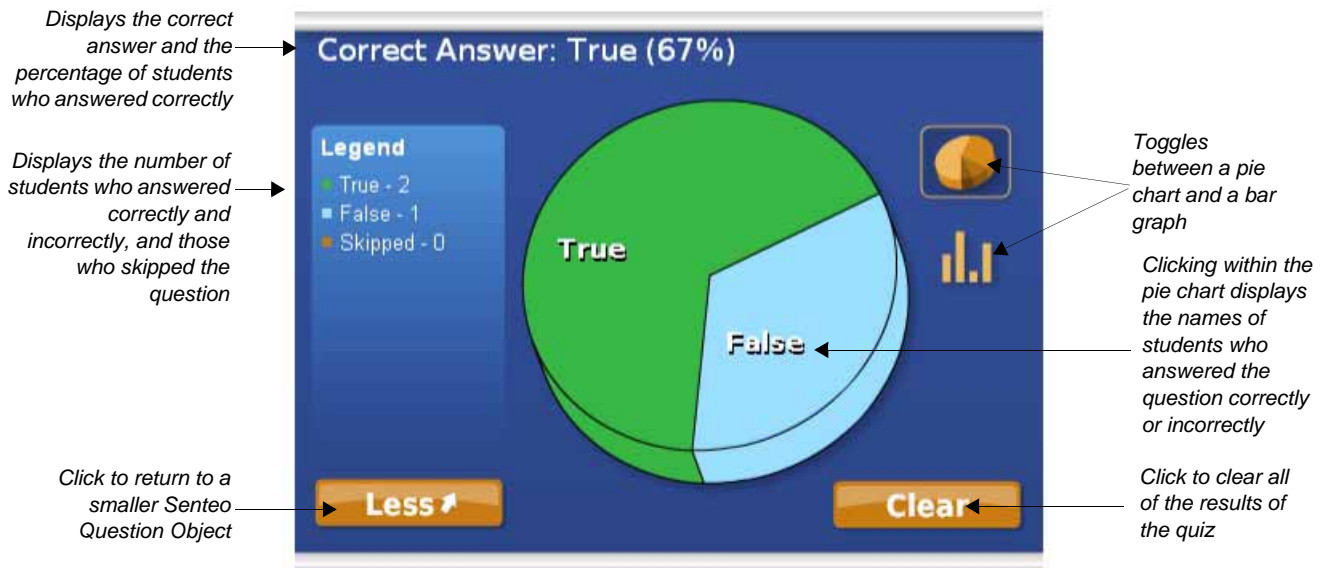 Displays the correct
answer and the
percentage of students
who answered correctly
Displays the number of
students who answered
correctly and
incorrectly, and those
who skipped the
question
Click to return to a
smaller Senteo
Question Object
Correct Answer: True (67%)
Legend
True - 2
False - 1
Skipped - 0
True
False
Less
Clear
Toggles
between a pie
chart and a bar
graph
Clicking within the
pie chart displays
the names of
students who
answered the
question correctly
or incorrectly
Click to clear all
of the results of
the quiz